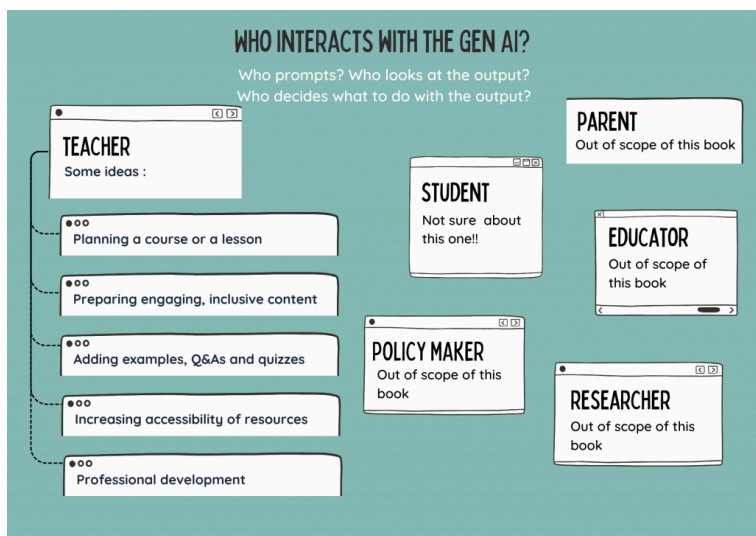 WHO INTERACTS WITH THE GEN AI?
Who prompts? Who looks at the output?
Who decides what to do with the output?
TEACHER
Some ideas :
Planning a course or a lesson
Preparing engaging, inclusive content
Adding examples, Q&As and quizzes
Increasing accessibility of resources
Professional development
STUDENT
Not sure about
this one!!
POLICY MAKER
Out of scope of this
book
PARENT
Out of scope of this book
EDUCATOR
Out of scope of
this book
RESEARCHER
Out of scope of this
book